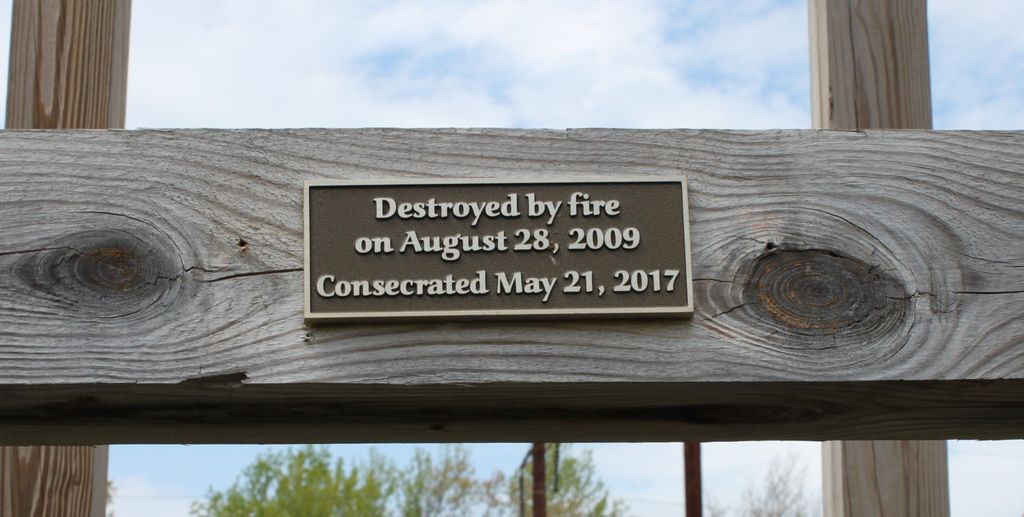 Destroyed by fire
on August 28, 2009
Consecrated May 21, 2017